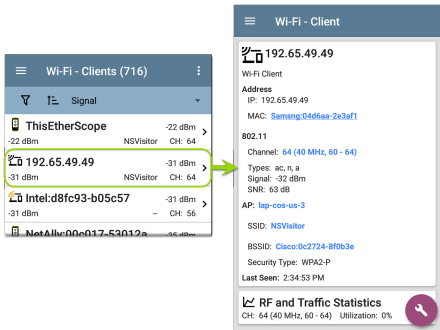 Wi-Fi - Clients (716)
Signal
ThisEtherScope
-22 dBm
-22 dBm NSVisitor CH: 64
192.65.49.49
-31 dBm
-31 dBm NSVisitor CH: 64
Intel:d8fc93-b05c57
-31 dBm
-31 dBm -- CH: 56
NetAlly:00c017-53012a
-35 dBm
Wi-Fi - Client
192.65.49.49
Wi-Fi Client
Address
IP: 192.65.49.49
MAC: Samsng:04d6aa-2e3af1
802.11
Channel: 64 (40 MHz, 60 - 64)
Types: ac, n, a
Signal: -32 dBm
SNR: 63 dB
AP: lap-cos-us-3
SSID: NSVisitor
BSSID: Cisco:0c2724-8f0b3e
Security Type: WPA2-P
Last Seen: 2:34:53 PM
RF and Traffic Statistics
CH: 64 (40 MHz, 60 - 64) Utilization: 0%